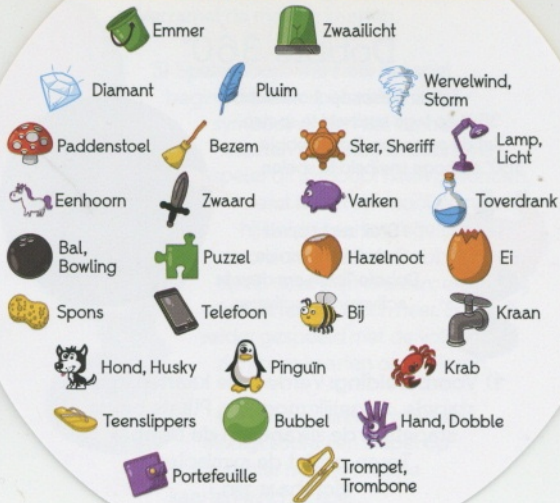 Emmer
Zwaailicht
Diamant
Pluim
Wervelwind,
Storm
Paddenstoel
Bezem
Ster, Sheriff
Lamp,
Licht
Eenhoorn
Zwaard
Varken
Toverdrank
Bal,
Bowling
Puzzel
Hazelnoot
Ei
Spons
Telefoon
Bij
Kraan
Hond, Husky
Pinguïn
Krab
Teenslippers
Bubbel
Hand, Dobble
Portefeuille
Trompet,
Trombone